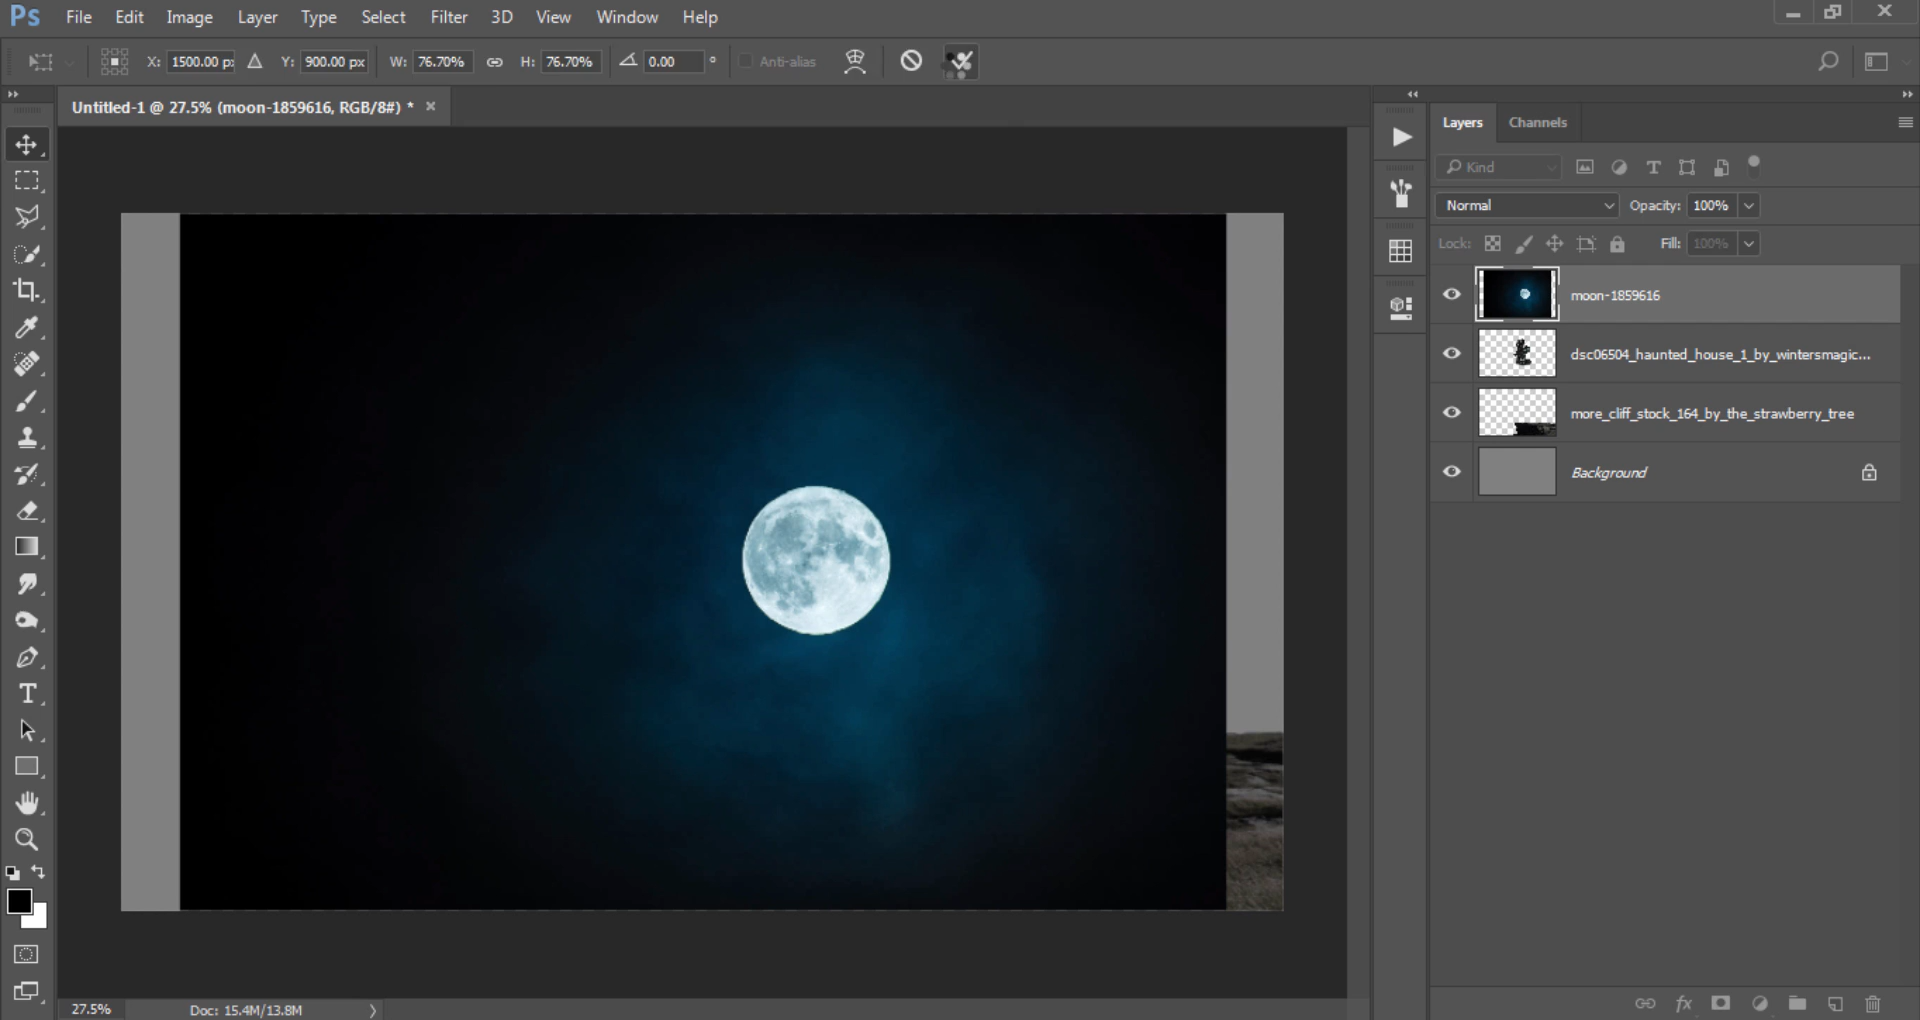 Ps File Edit Image Layer Type Select Filter 3D View Window Help
X: 1500.00 p Y: 900.00 px W: 76.70% H: 76.70% 0.00 ° Anti-alias
Untitled-1 @ 27.5% (moon-1859616, RGB/8#) * ×
Layers Channels
Kind
Normal Opacity: 100%
Lock: Fill: 100%
moon-1859616
dsc06504_haunted_house_1_by_wintersmagic...
more_cliff_stock_164_by_the_strawberry_tree
Background
27.5% Doc: 15.4M/13.8M